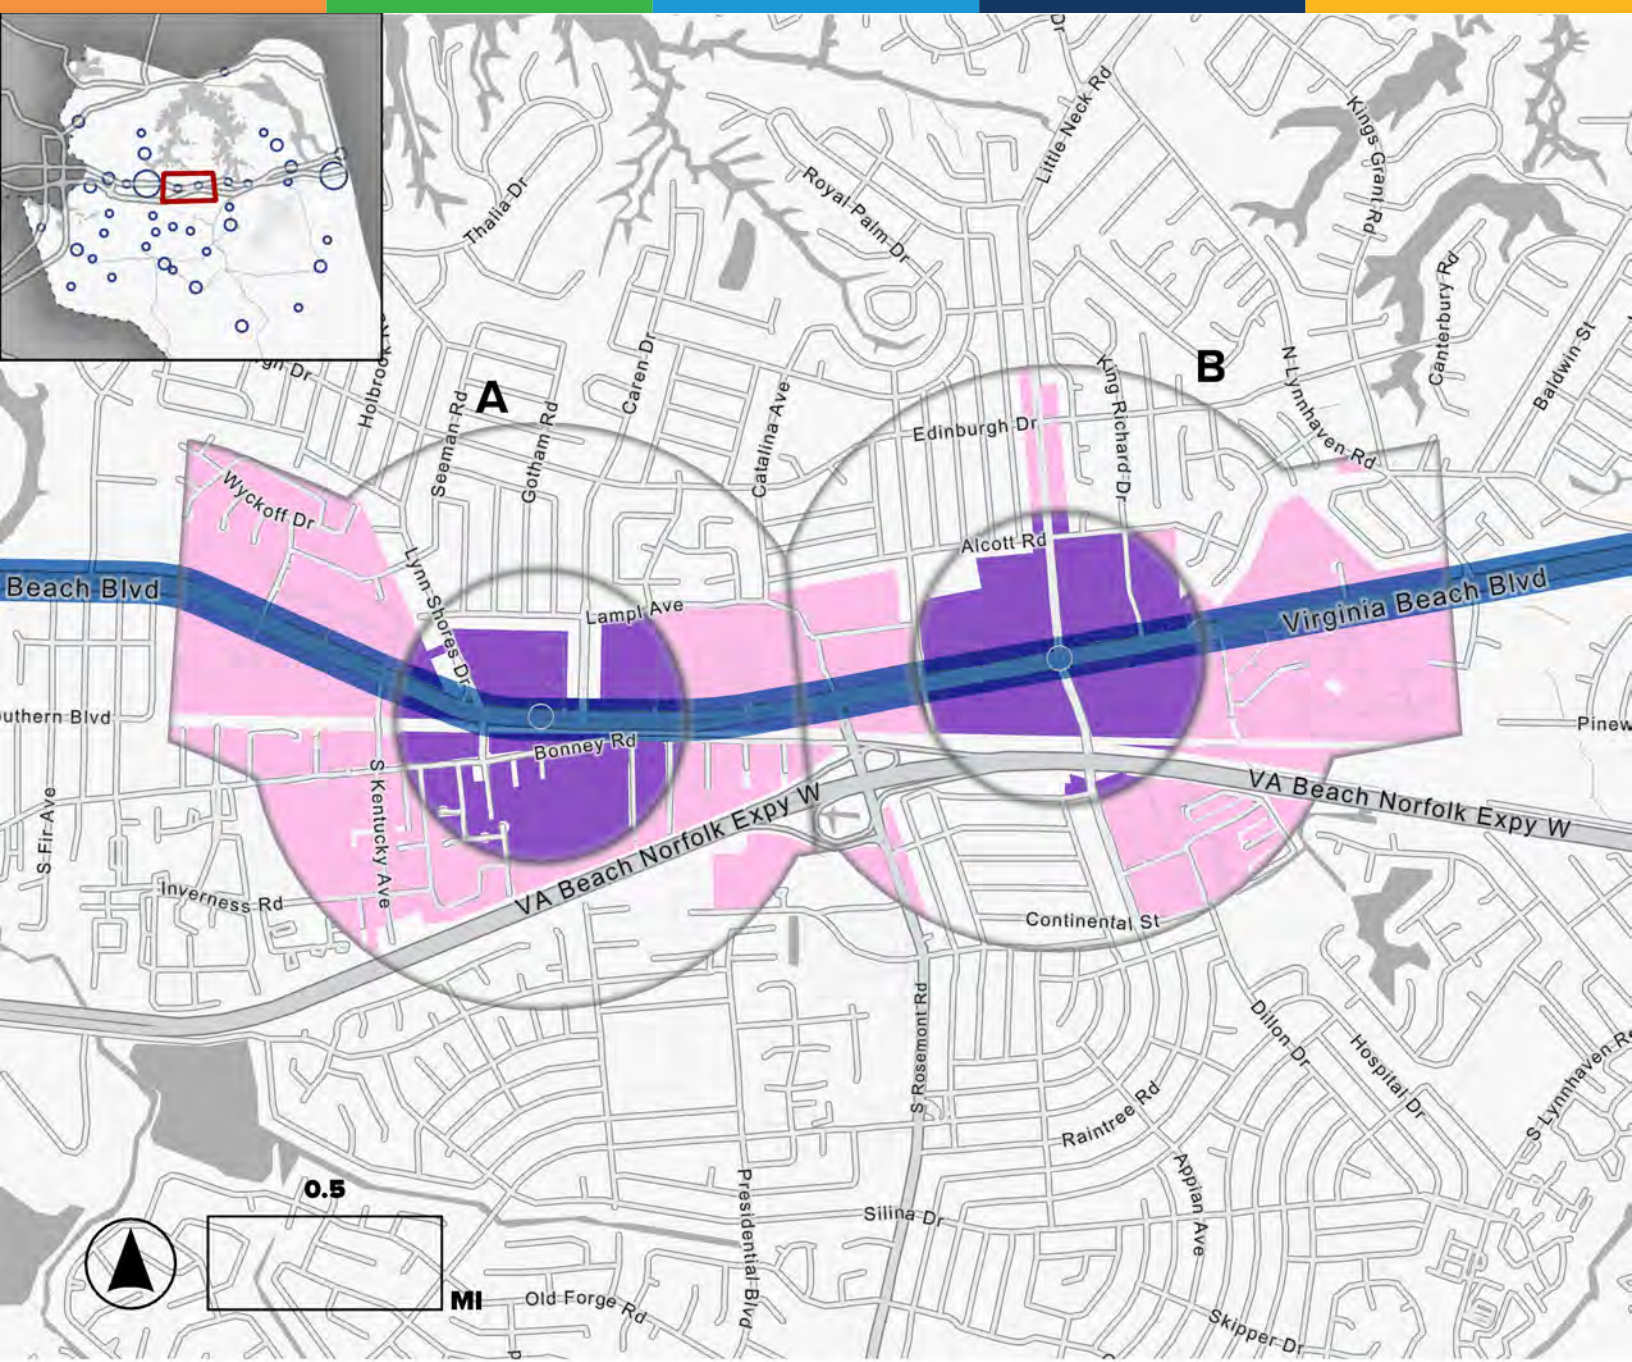 Little Neck Rd
Kings Grant Rd
Thalia Dr
Royal Palm Dr
Canterbury Rd
Baldwin St
Holbrook
Caren Dr
N Lynnhaven Rd
King Richard Dr
A
B
Seeman Rd
Gotham Rd
Catalina Ave
Edinburgh Dr
Wyckoff Dr
Alcott Rd
Lynn Shores Dr
Beach Blvd
Lampl Ave
Virginia Beach Blvd
uthern Blvd
Pinew
Bonney Rd
S Fir Ave
S Kentucky Ave
VA Beach Norfolk Expy W
VA Beach Norfolk Expy W
Inverness Rd
Continental St
S Rosemont Rd
Dillon Dr
Hospital Dr
S Lynnhaven R
Raintree Rd
Appian Ave
Presidential Blvd
0.5
Silina Dr
MI
Old Forge Rd
Skipper Dr